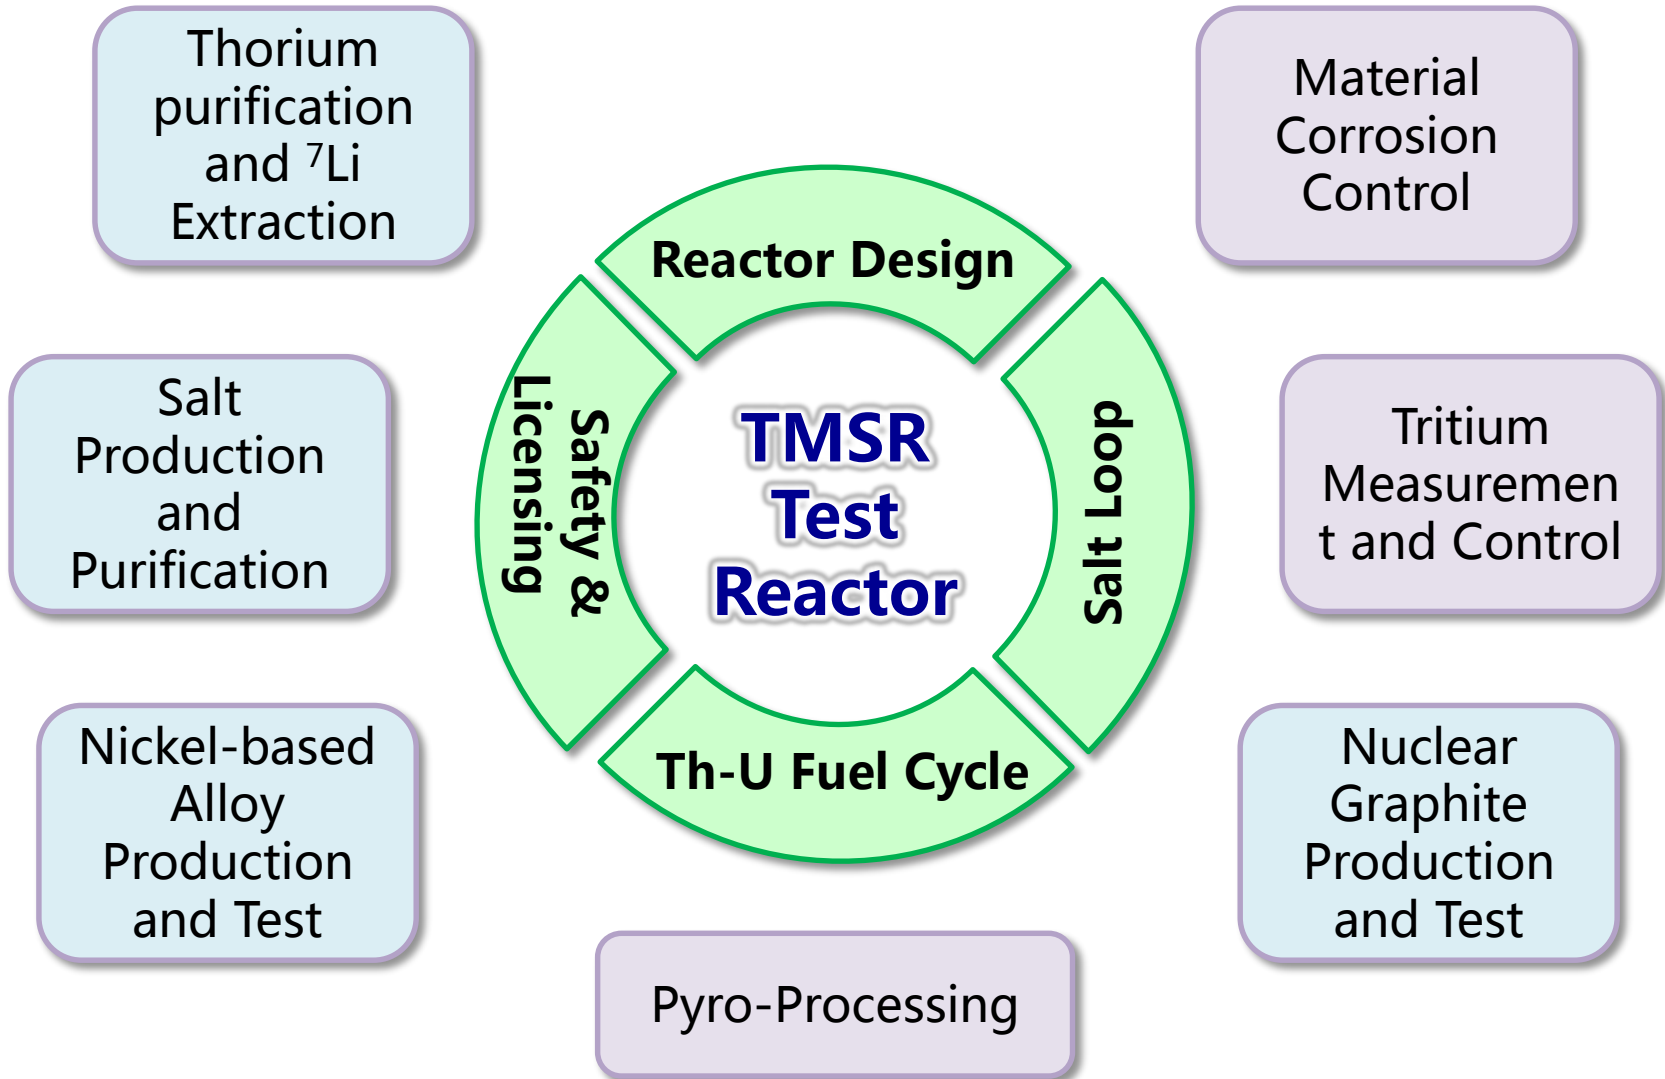 Thorium
purification
and ⁷Li
Extraction
Material
Corrosion
Control
Reactor Design
Safety &
Licensing
TMSR
Test
Reactor
Salt Loop
Th-U Fuel Cycle
Salt
Production
and
Purification
Tritium
Measuremen
t and Control
Nickel-based
Alloy
Production
and Test
Nuclear
Graphite
Production
and Test
Pyro-Processing